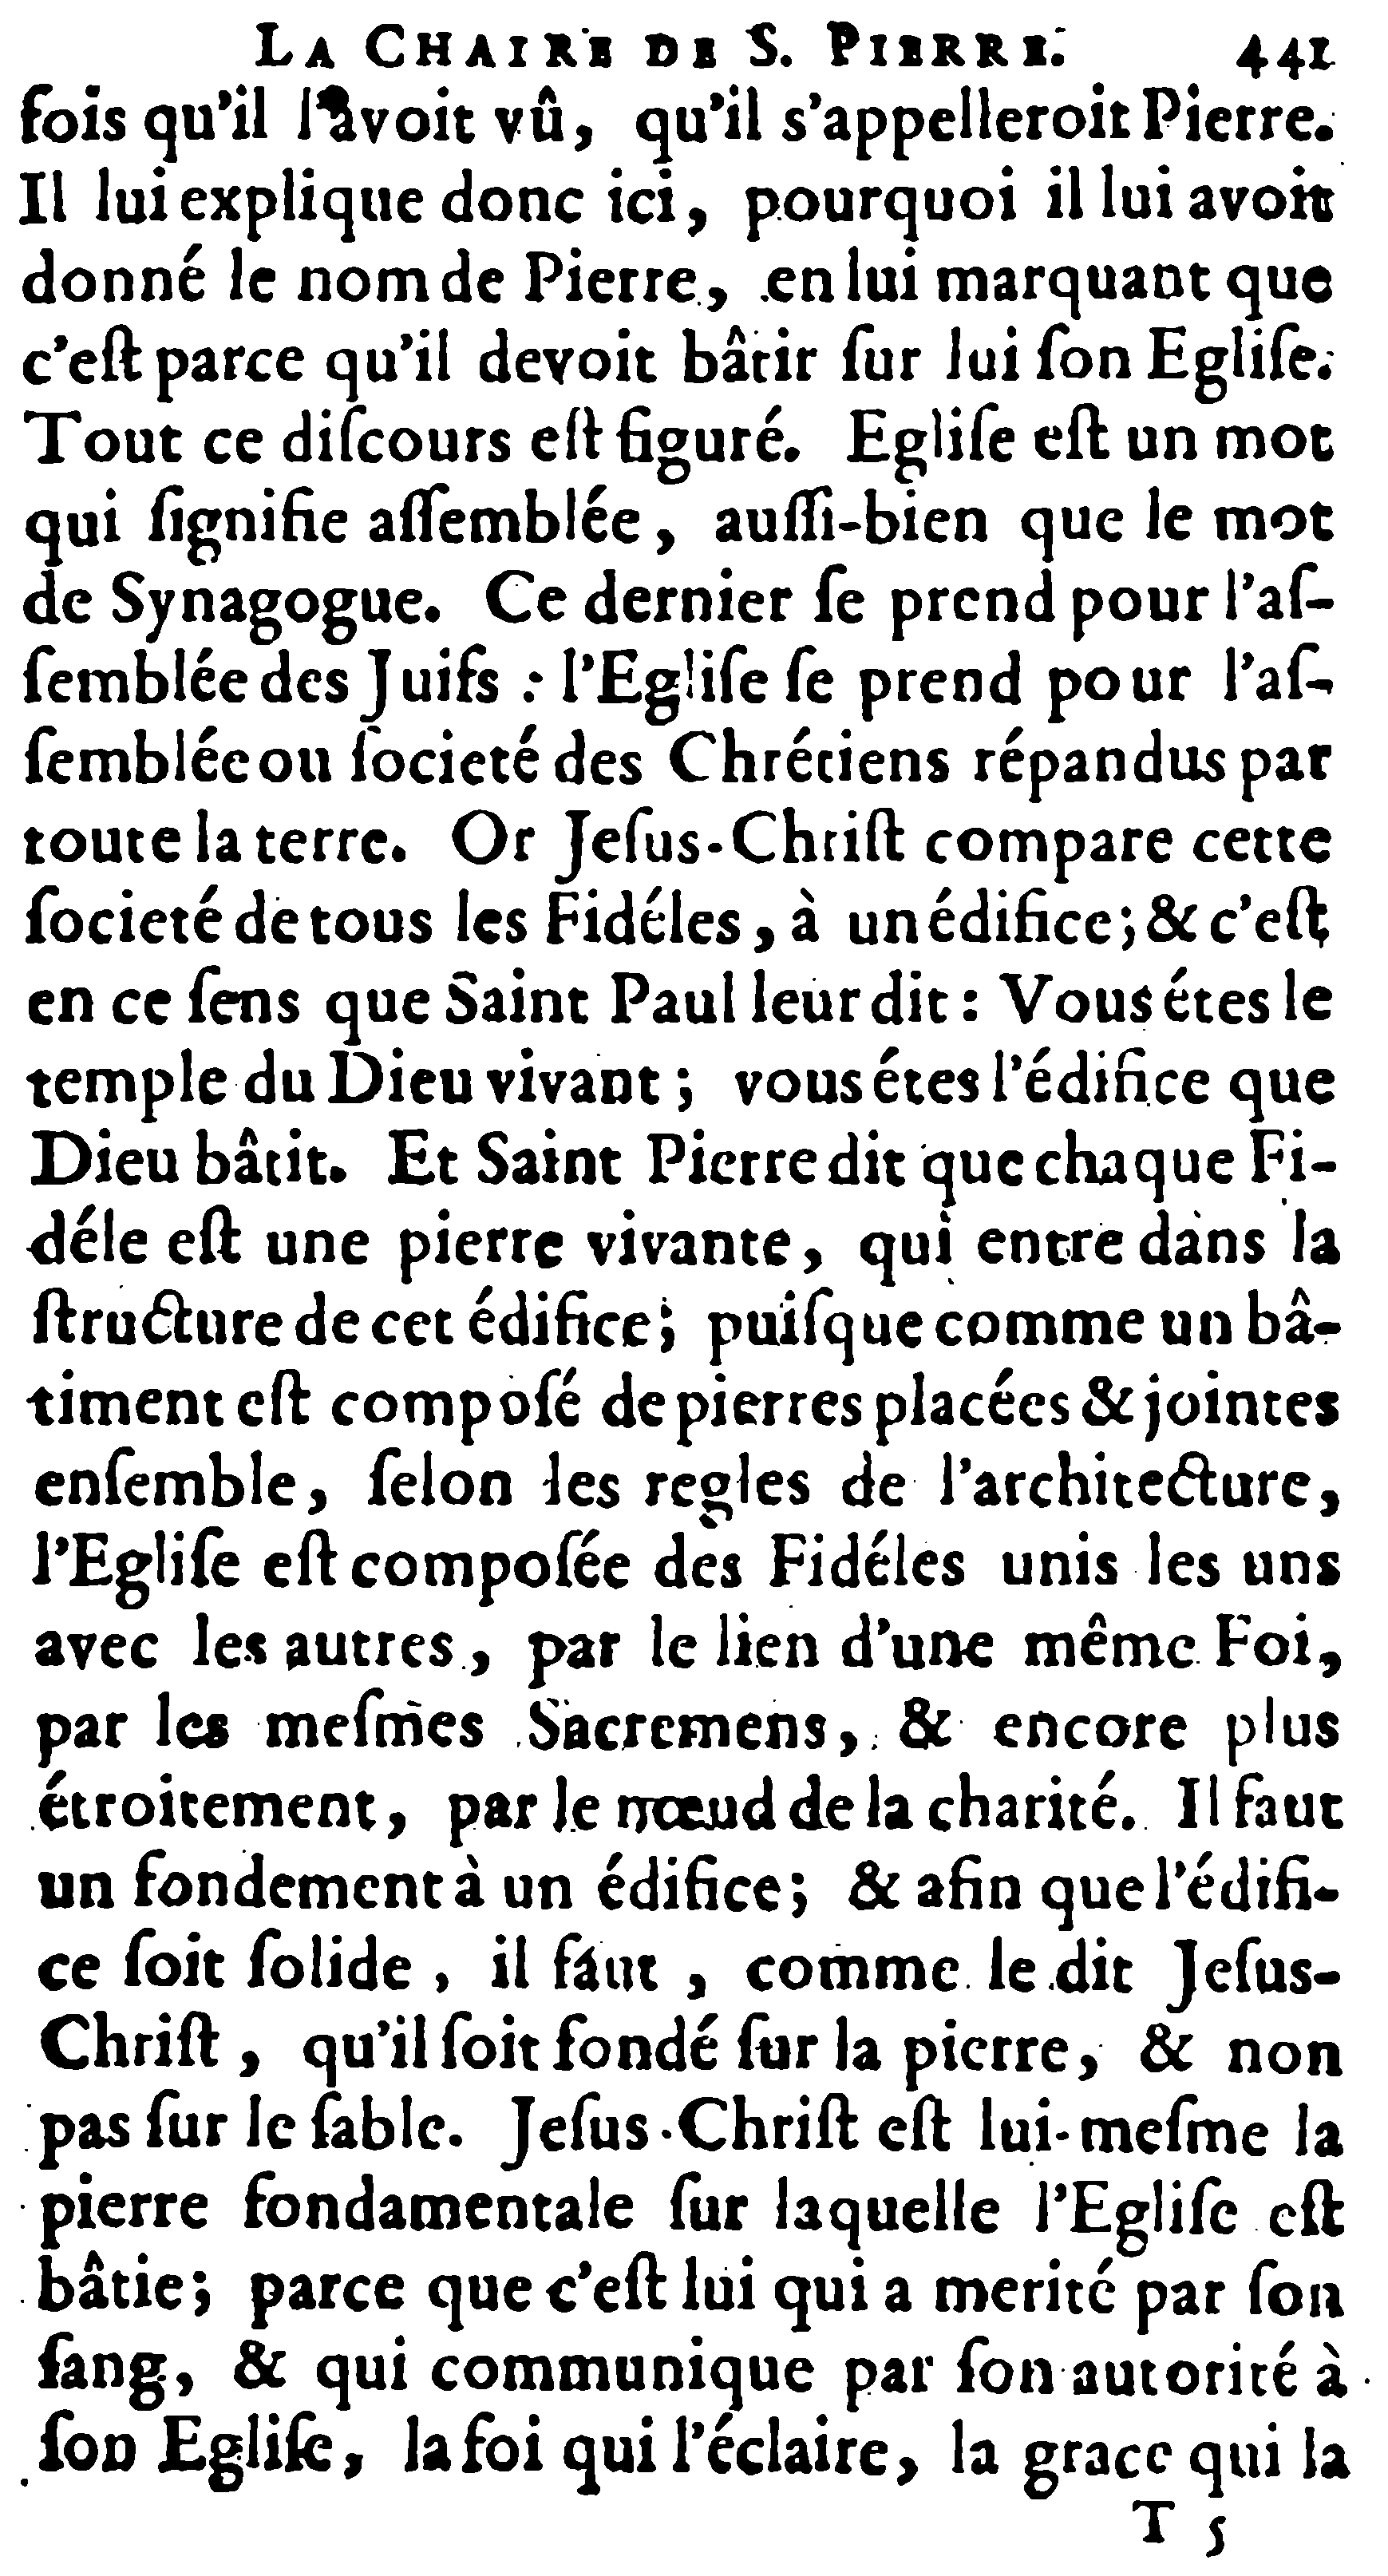 LA CHAIRE DE S. PIERRE. 441
fois qu'il l'avoit vû, qu'il s'appelleroit Pierre.
Il lui explique donc ici, pourquoi il lui avoit
donné le nom de Pierre, en lui marquant que
c'eſt parce qu'il devoit bâtir ſur lui ſon Egliſe.
Tout ce diſcours eſt figuré. Egliſe eſt un mot
qui ſignifie aſſemblée, auſſi-bien que le mot
de Synagogue. Ce dernier ſe prend pour l'aſ-
ſemblée des Juifs : l'Egliſe ſe prend pour l'aſ-
ſemblée ou ſocieté des Chrétiens répandus par
toute la terre. Or Jeſus-Chriſt compare cette
ſocieté de tous les Fidéles, à un édifice; & c'eſt
en ce ſens que Saint Paul leur dit : Vous étes le
temple du Dieu vivant; vous étes l'édifice que
Dieu bâtit. Et Saint Pierre dit que chaque Fi-
déle eſt une pierre vivante, qui entre dans la
ſtructure de cet édifice; puiſque comme un bâ-
timent eſt compoſé de pierres placées & jointes
enſemble, ſelon les regles de l'architecture,
l'Egliſe eſt compoſée des Fidéles unis les uns
avec les autres, par le lien d'une même Foi,
par les meſmes Sacremens, & encore plus
étroitement, par le nœud de la charité. Il faut
un fondement à un édifice; & afin que l'édifi-
ce ſoit ſolide, il faut, comme le dit Jeſus-
Chriſt, qu'il ſoit fondé ſur la pierre, & non
pas ſur le ſable. Jeſus-Chriſt eſt lui-meſme la
pierre fondamentale ſur laquelle l'Egliſe eſt
bâtie; parce que c'eſt lui qui a merité par ſon
ſang, & qui communique par ſon autorité à
ſon Egliſe, la foi qui l'éclaire, la grace qui la
T 5